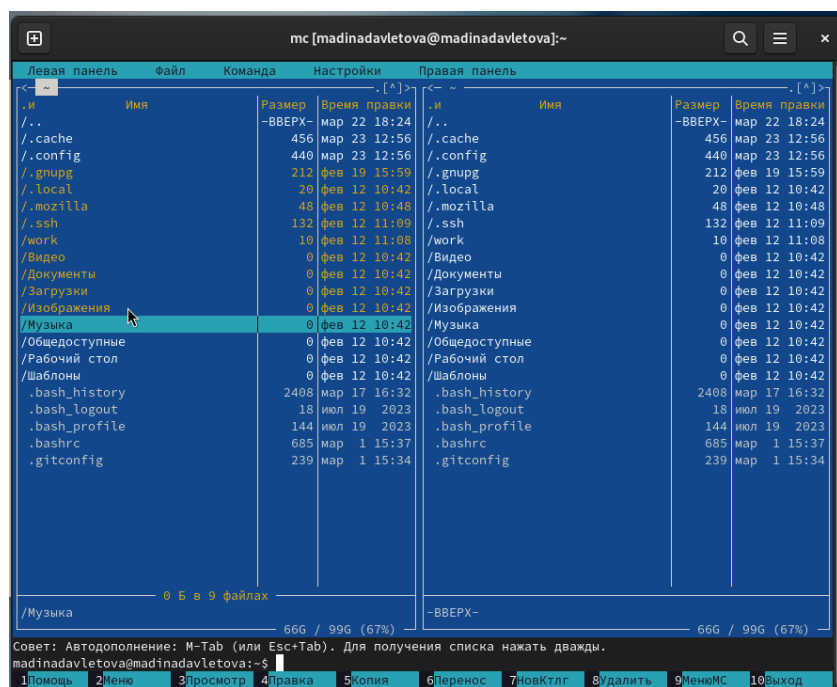 mc [madinadavletova@madinadavletova]:~
Левая панель Файл Команда Настройки Правая панель
<— ~ .[^]> <— ~ .[^]>
.и Имя Размер Время правки .и Имя Размер Время правки
/.. -ВВЕРХ- мар 22 18:24 /.. -ВВЕРХ- мар 22 18:24
/.cache 456 мар 23 12:56 /.cache 456 мар 23 12:56
/.config 440 мар 23 12:56 /.config 440 мар 23 12:56
/.gnupg 212 фев 19 15:59 /.gnupg 212 фев 19 15:59
/.local 20 фев 12 10:42 /.local 20 фев 12 10:42
/.mozilla 48 фев 12 10:48 /.mozilla 48 фев 12 10:48
/.ssh 132 фев 12 11:09 /.ssh 132 фев 12 11:09
/work 10 фев 12 11:08 /work 10 фев 12 11:08
/Видео 0 фев 12 10:42 /Видео 0 фев 12 10:42
/Документы 0 фев 12 10:42 /Документы 0 фев 12 10:42
/Загрузки 0 фев 12 10:42 /Загрузки 0 фев 12 10:42
/Изображения 0 фев 12 10:42 /Изображения 0 фев 12 10:42
/Музыка 0 фев 12 10:42 /Музыка 0 фев 12 10:42
/Общедоступные 0 фев 12 10:42 /Общедоступные 0 фев 12 10:42
/Рабочий стол 0 фев 12 10:42 /Рабочий стол 0 фев 12 10:42
/Шаблоны 0 фев 12 10:42 /Шаблоны 0 фев 12 10:42
.bash_history 2408 мар 17 16:32 .bash_history 2408 мар 17 16:32
.bash_logout 18 июл 19 2023 .bash_logout 18 июл 19 2023
.bash_profile 144 июл 19 2023 .bash_profile 144 июл 19 2023
.bashrc 685 мар 1 15:37 .bashrc 685 мар 1 15:37
.gitconfig 239 мар 1 15:34 .gitconfig 239 мар 1 15:34
0 Б в 9 файлах
/Музыка -ВВЕРХ-
66G / 99G (67%) 66G / 99G (67%)
Совет: Автодополнение: M-Tab (или Esc+Tab). Для получения списка нажать дважды.
madinadavletova@madinadavletova:~$
1Помощь 2Меню 3Просмотр 4Правка 5Копия 6Перенос 7НовКтлг 8Удалить 9МенюMC 10Выход